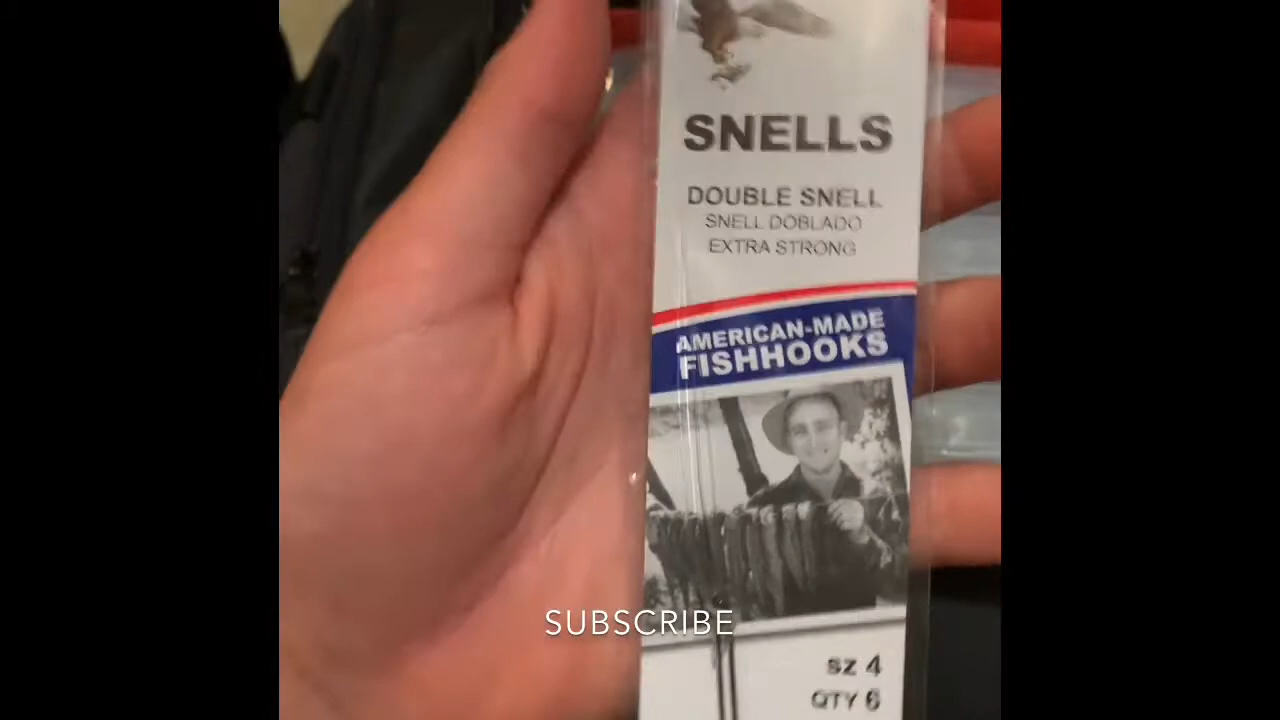 SNELLS
DOUBLE SNELL
SNELL DOBLADO
EXTRA STRONG
AMERICAN-MADE
FISHHOOKS
SUBSCRIBE
SZ 4
QTY 6